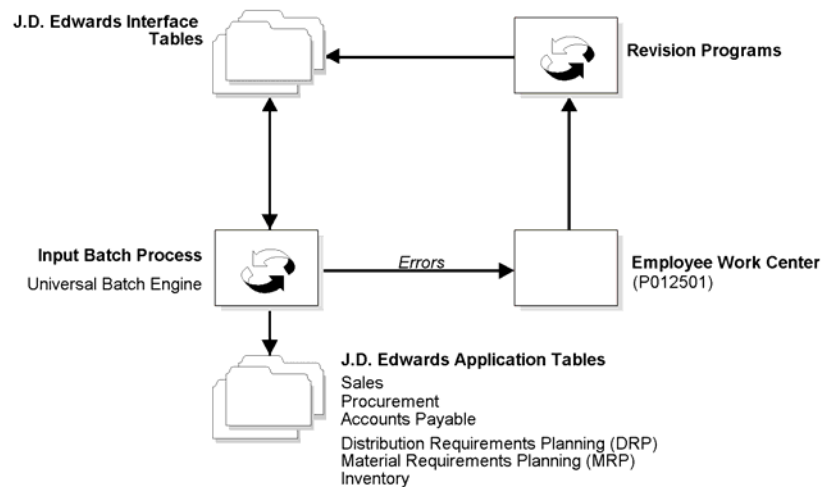 J.D. Edwards Interface
Tables
Revision Programs
Input Batch Process
Universal Batch Engine
Errors
Employee Work Center
(P012501)
J.D. Edwards Application Tables
Sales
Procurement
Accounts Payable
Distribution Requirements Planning (DRP)
Material Requirements Planning (MRP)
Inventory